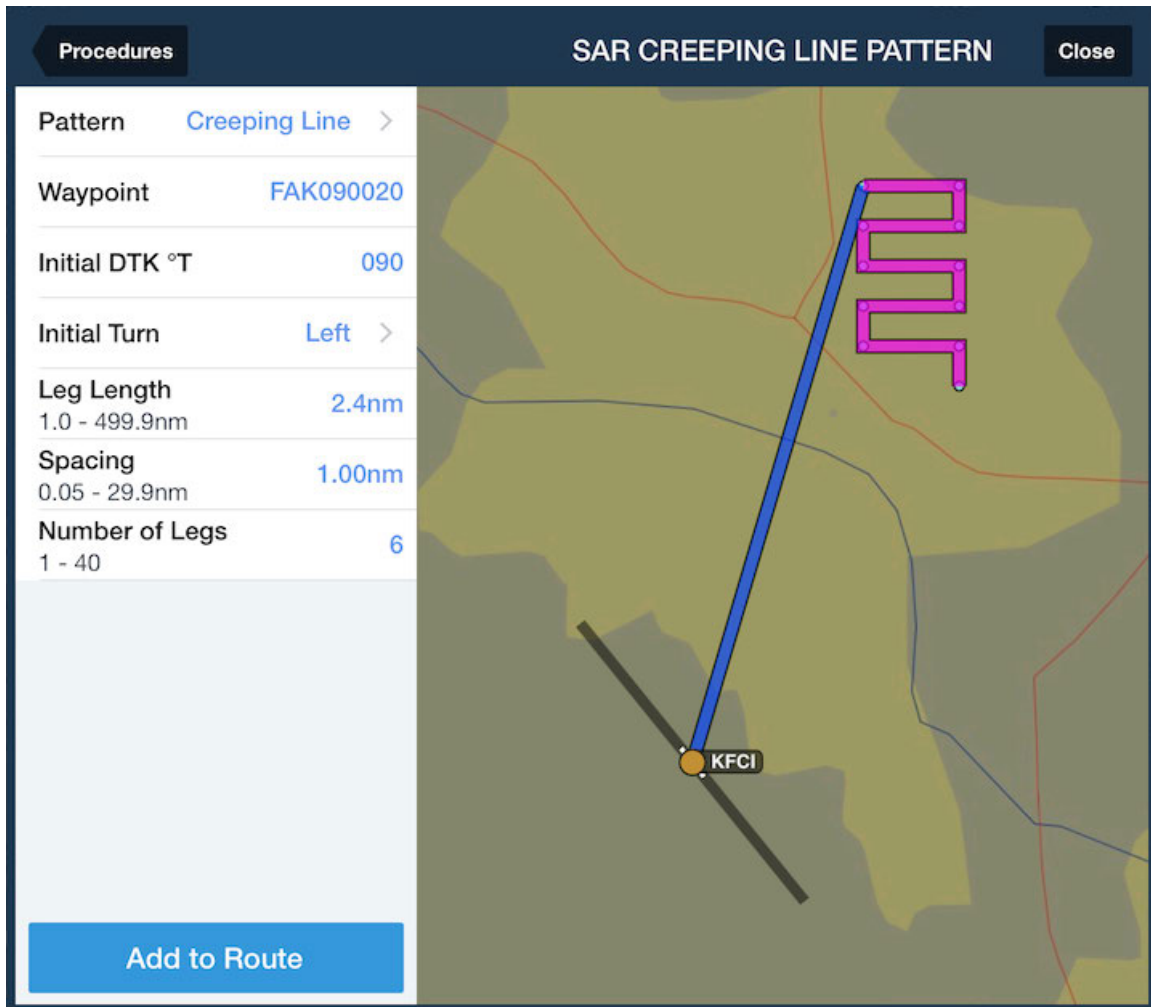 Procedures
SAR CREEPING LINE PATTERN
Close
Pattern Creeping Line
Waypoint FAK090020
Initial DTK °T 090
Initial Turn Left
Leg Length 2.4nm
1.0 - 499.9nm
Spacing 1.00nm
0.05 - 29.9nm
Number of Legs 6
1 - 40
KFCI
Add to Route